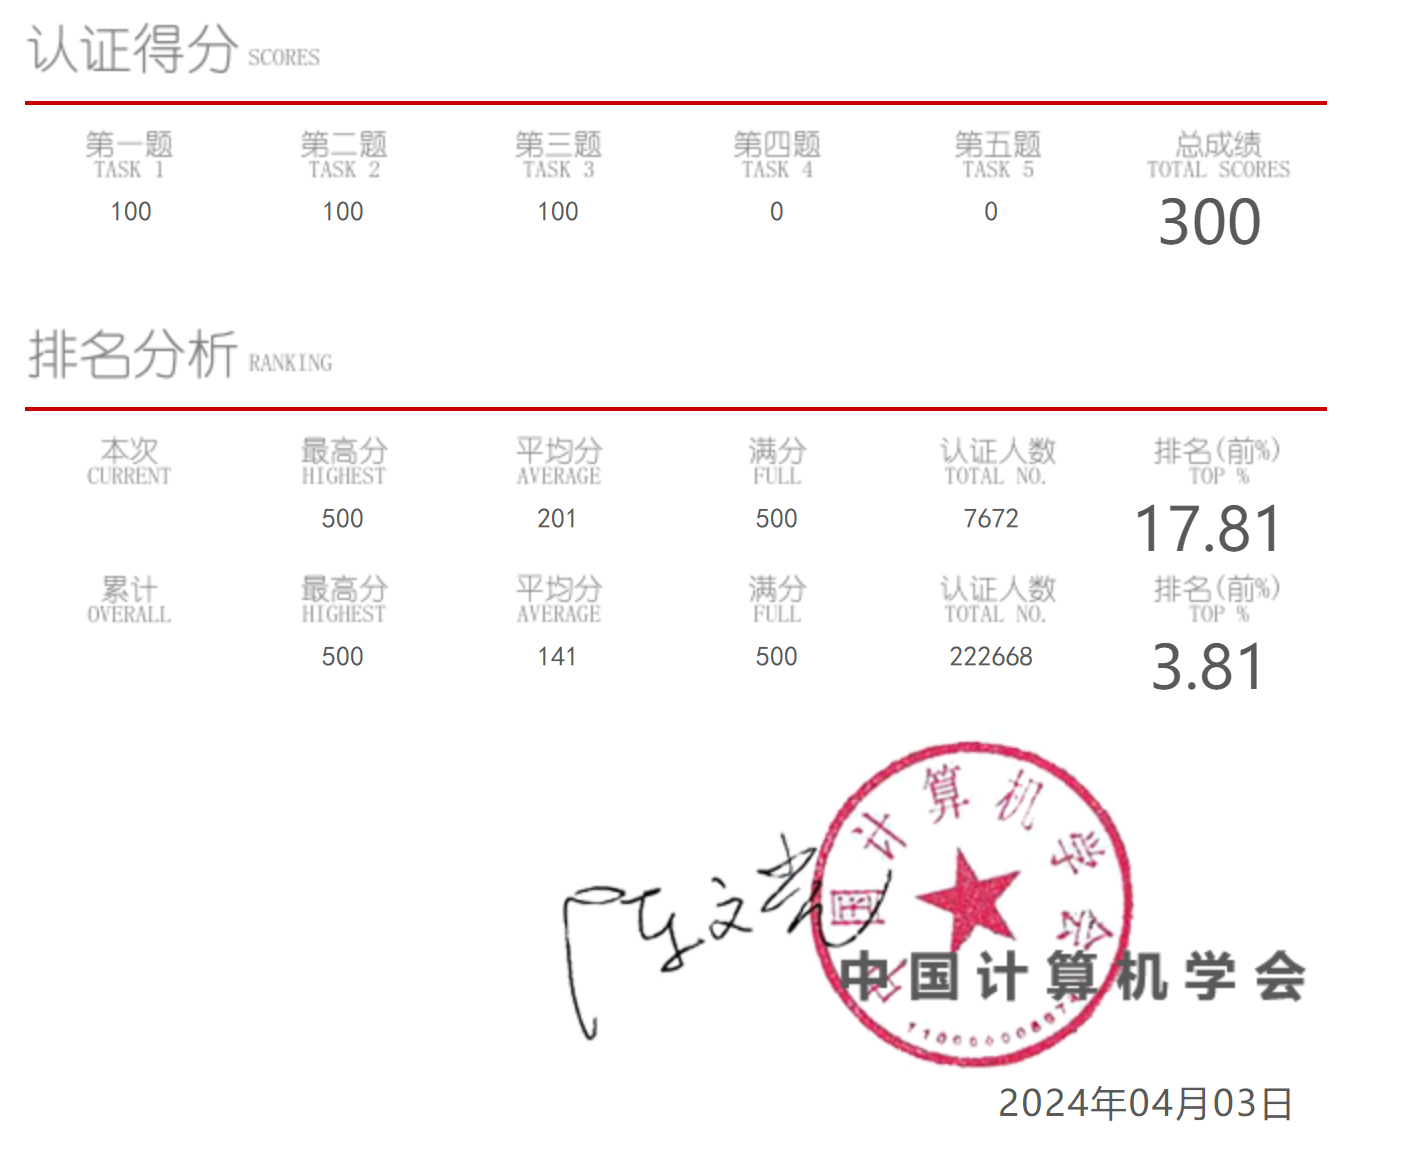 认证得分 SCORES
第一题 第二题 第三题 第四题 第五题 总成绩
TASK 1 TASK 2 TASK 3 TASK 4 TASK 5 TOTAL SCORES
100 100 100 0 0 300
排名分析 RANKING
本次 最高分 平均分 满分 认证人数 排名(前%)
CURRENT HIGHEST AVERAGE FULL TOTAL NO. TOP %
500 201 500 7672 17.81
累计 最高分 平均分 满分 认证人数 排名(前%)
OVERALL HIGHEST AVERAGE FULL TOTAL NO. TOP %
500 141 500 222668 3.81
中国计算机学会
中国计算机学会
2024年04月03日